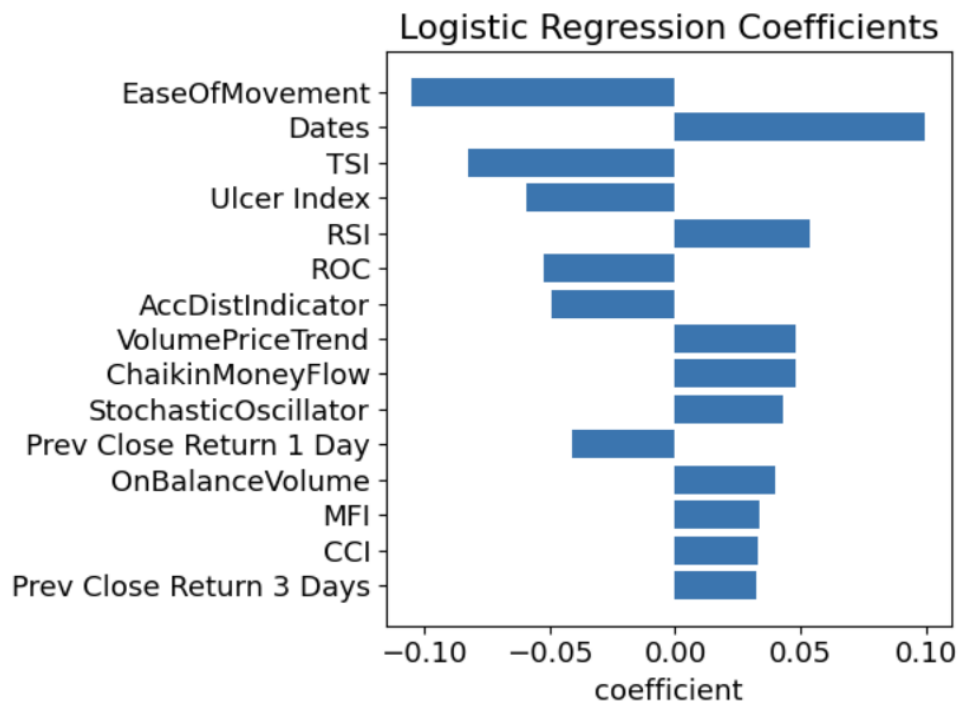 Logistic Regression Coefficients
EaseOfMovement
Dates
TSI
Ulcer Index
RSI
ROC
AccDistIndicator
VolumePriceTrend
ChaikinMoneyFlow
StochasticOscillator
Prev Close Return 1 Day
OnBalanceVolume
MFI
CCI
Prev Close Return 3 Days
−0.10 −0.05 0.00 0.05 0.10
coefficient